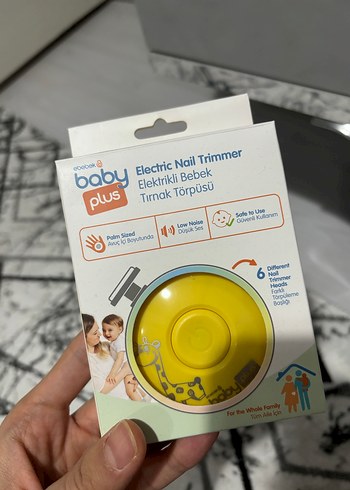 ebebek
baby
plus
Electric Nail Trimmer
Elektrikli Bebek
Tırnak Törpüsü
Palm Sized
Avuç İçi Boyutunda
Low Noise
Düşük Ses
Safe to Use
Güvenli Kullanım
6 Different
Nail
Trimmer
Heads
Farklı
Törpüleme
Başlığı
For the Whole Family
Tüm Aile İçin